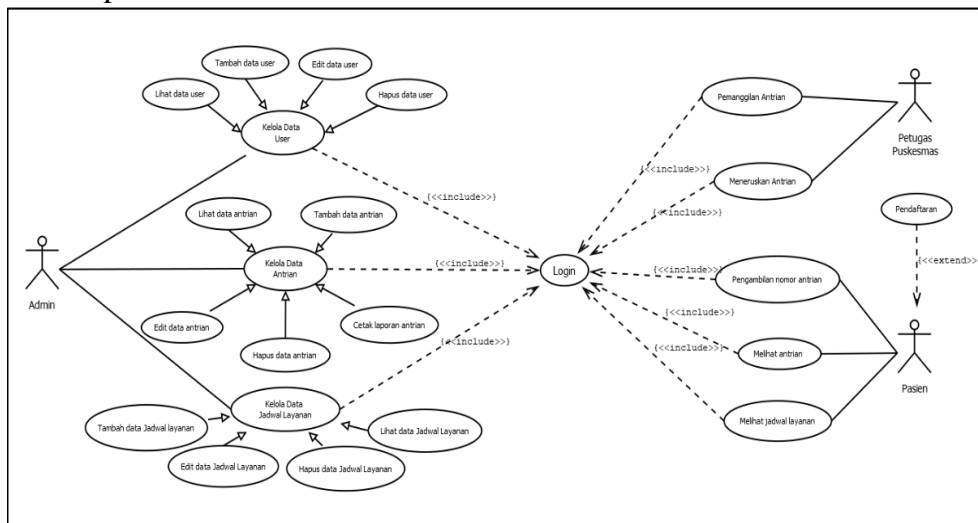 Tambah data user
Edit data user
Lihat data user
Hapus data user
Kelola Data
User
{<<include>>}
Lihat data antrian
Tambah data antrian
Kelola Data
Antrian
{<<include>>}
Admin
Edit data antrian
Cetak laporan antrian
Hapus data antrian
{<<include>>}
Kelola Data
Jadwal Layanan
Tambah data Jadwal layanan
Lihat data Jadwal Layanan
Edit data Jadwal Layanan
Hapus data Jadwal Layanan
Login
Pemanggilan Antrian
Petugas
Puskesmas
{<<include>>}
Meneruskan Antrian
{<<include>>}
Pendaftaran
{<<extend>>}
{<<include>>}
Pengambilan nomor antrian
{<<include>>}
Melihat antrian
{<<include>>}
Pasien
Melihat jadwal layanan